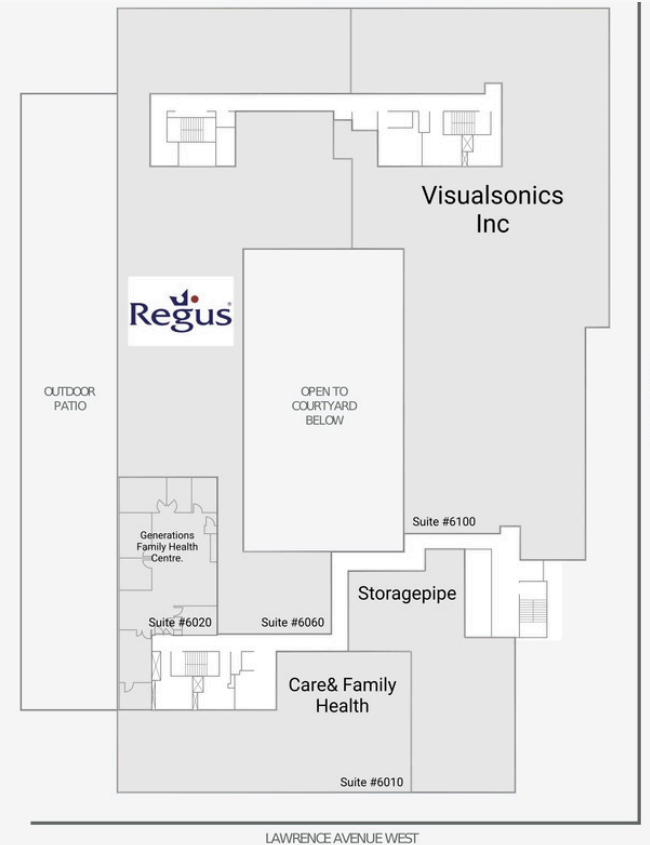 Visualsonics
Inc
Regus
OUTDOOR
PATIO
OPEN TO
COURTYARD
BELOW
Suite #6100
Generations
Family Health
Centre.
Storagepipe
Suite #6020
Suite #6060
Care& Family
Health
Suite #6010
LAWRENCE AVENUE WEST